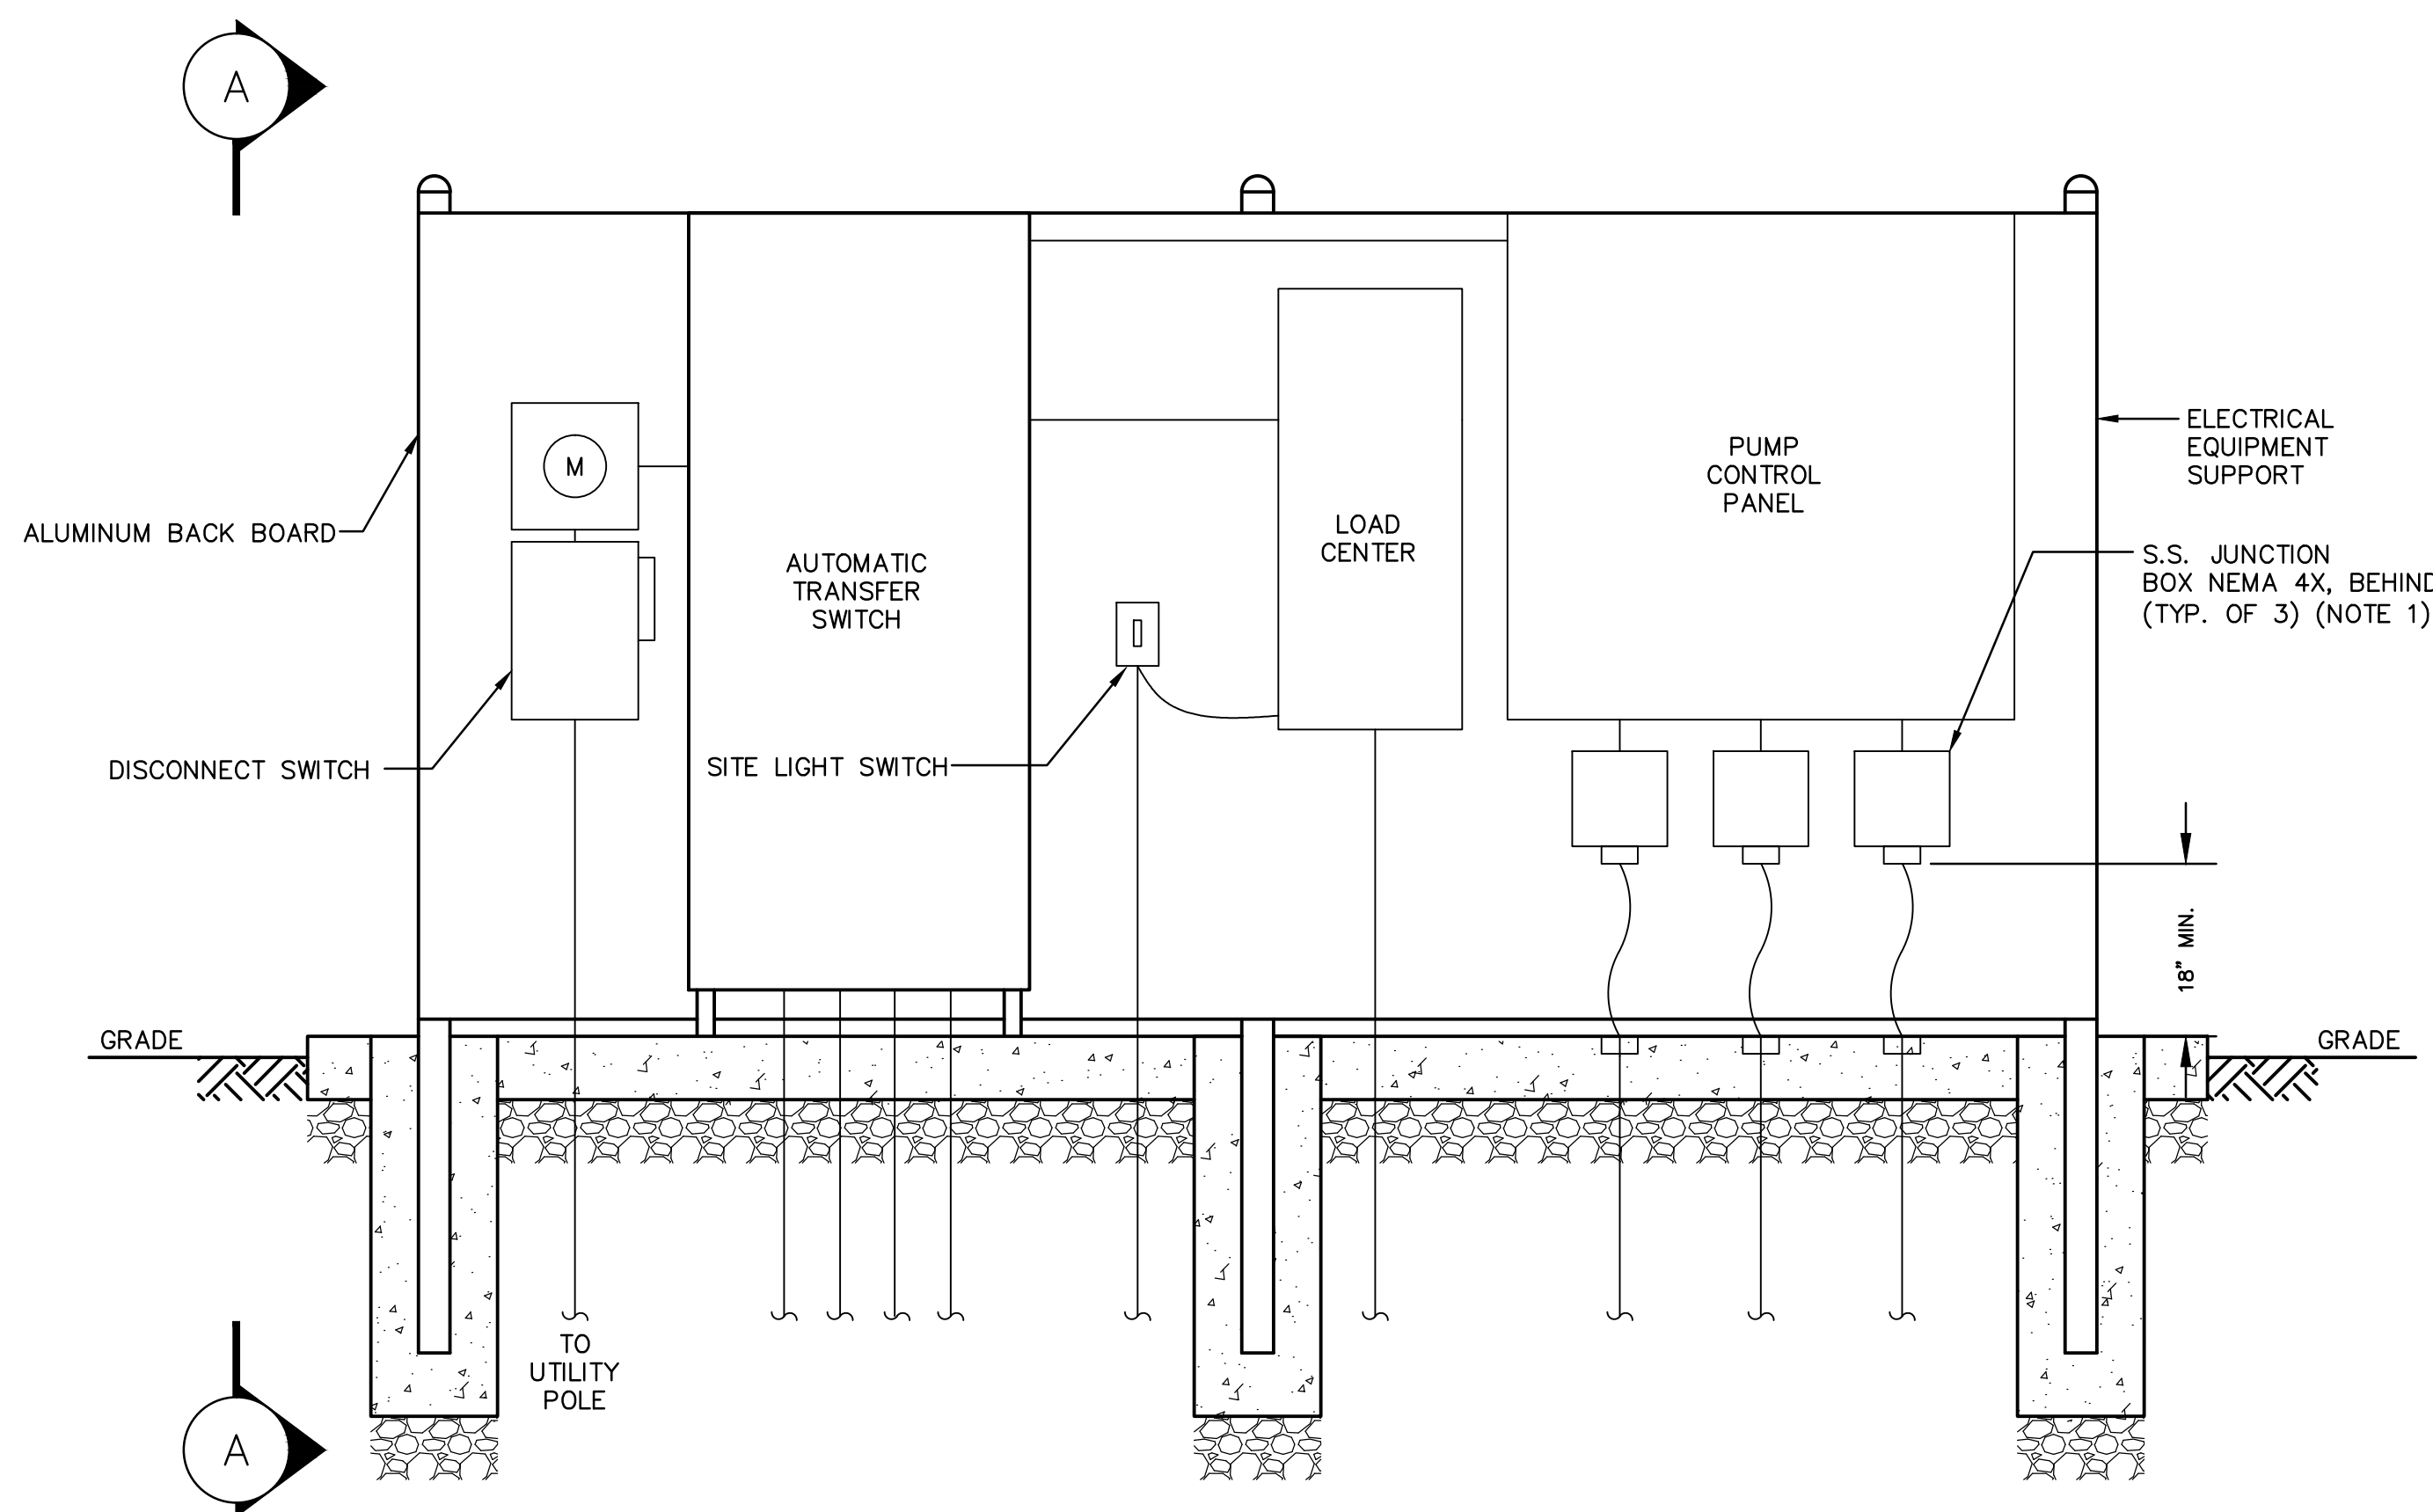 A
ELECTRICAL
EQUIPMENT
SUPPORT
PUMP
CONTROL
PANEL
M
ALUMINUM BACK BOARD
LOAD
CENTER
AUTOMATIC
TRANSFER
SWITCH
S.S. JUNCTION
BOX NEMA 4X, BEHIND
(TYP. OF 3) (NOTE 1)
DISCONNECT SWITCH
SITE LIGHT SWITCH
18" MIN.
GRADE
GRADE
TO
UTILITY
POLE
A